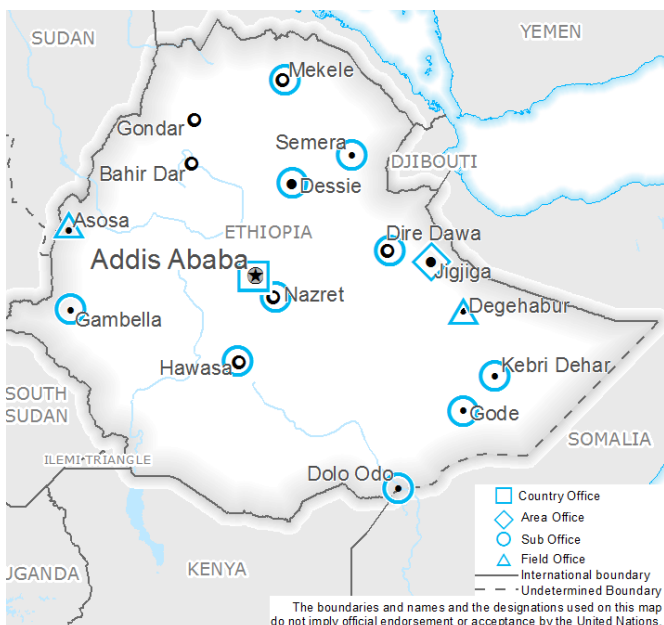 SUDAN
YEMEN
Mekele
Gondar
Semera
DJIBOUTI
Bahir Dar
Dessie
Asosa
ETHIOPIA
Dire Dawa
Addis Ababa
Jigjiga
Nazret
Degehabur
Gambella
Hawasa
Kebri Dehar
SOUTH
SUDAN
Gode
SOMALIA
ILEMI TRIANGLE
Dolo Odo
KENYA
UGANDA
Country Office
Area Office
Sub Office
Field Office
International boundary
Undetermined Boundary
The boundaries and names and the designations used on this map
do not imply official endorsement or acceptance by the United Nations.